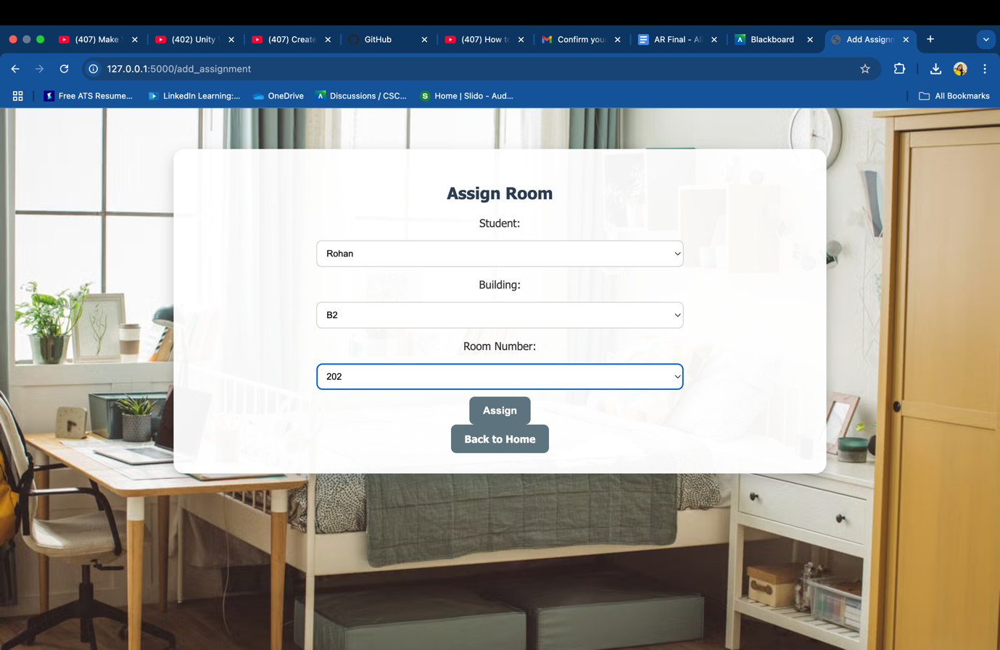 (407) Make
(402) Unity
(407) Create
GitHub
(407) How to
Confirm your
AR Final - Al
Blackboard
Add Assignm
127.0.0.1:5000/add_assignment
Free ATS Resume...
LinkedIn Learning:...
OneDrive
Discussions / CSC...
S Home | Slido - Aud...
All Bookmarks
Assign Room
Student:
Rohan
Building:
B2
Room Number:
202
Assign
Back to Home